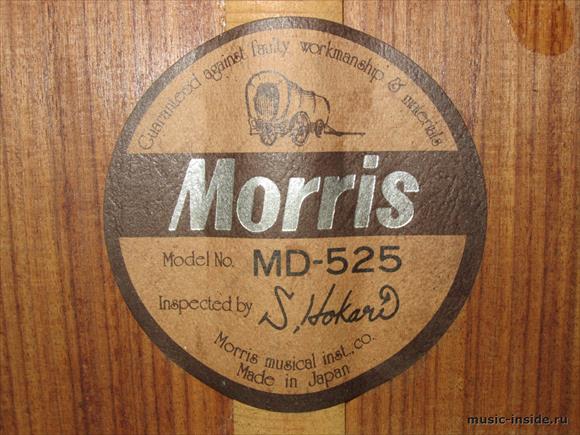 Guaranteed against faulty workmanship & materials
Morris
Model No. MD-525
Inspected by S. Hokari
Morris musical inst., co.
Made in Japan
music-inside.ru